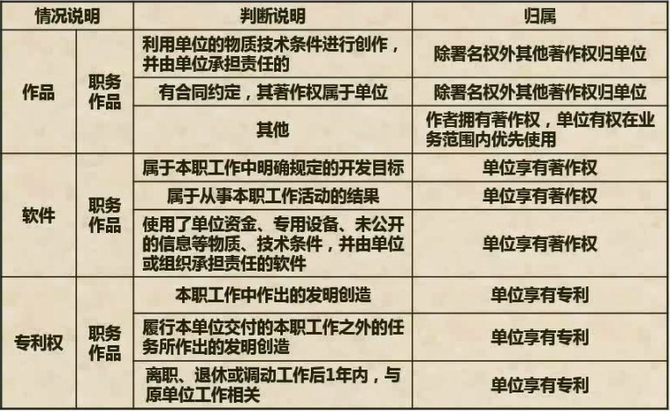 情况说明 判断说明 归属
作品
职务
作品
利用单位的物质技术条件进行创作，
并由单位承担责任的
除署名权外其他著作权归单位
有合同约定，其著作权属于单位
除署名权外其他著作权归单位
其他
作者拥有著作权，单位有权在业
务范围内优先使用
软件
职务
作品
属于本职工作中明确规定的开发目标
单位享有著作权
属于从事本职工作活动的结果
单位享有著作权
使用了单位资金、专用设备、未公开
的信息等物质、技术条件，并由单位
或组织承担责任的软件
单位享有著作权
专利权
职务
作品
本职工作中作出的发明创造
单位享有专利
履行本单位交付的本职工作之外的任
务所作出的发明创造
单位享有专利
离职、退休或调动工作后1年内，与
原单位工作相关
单位享有专利